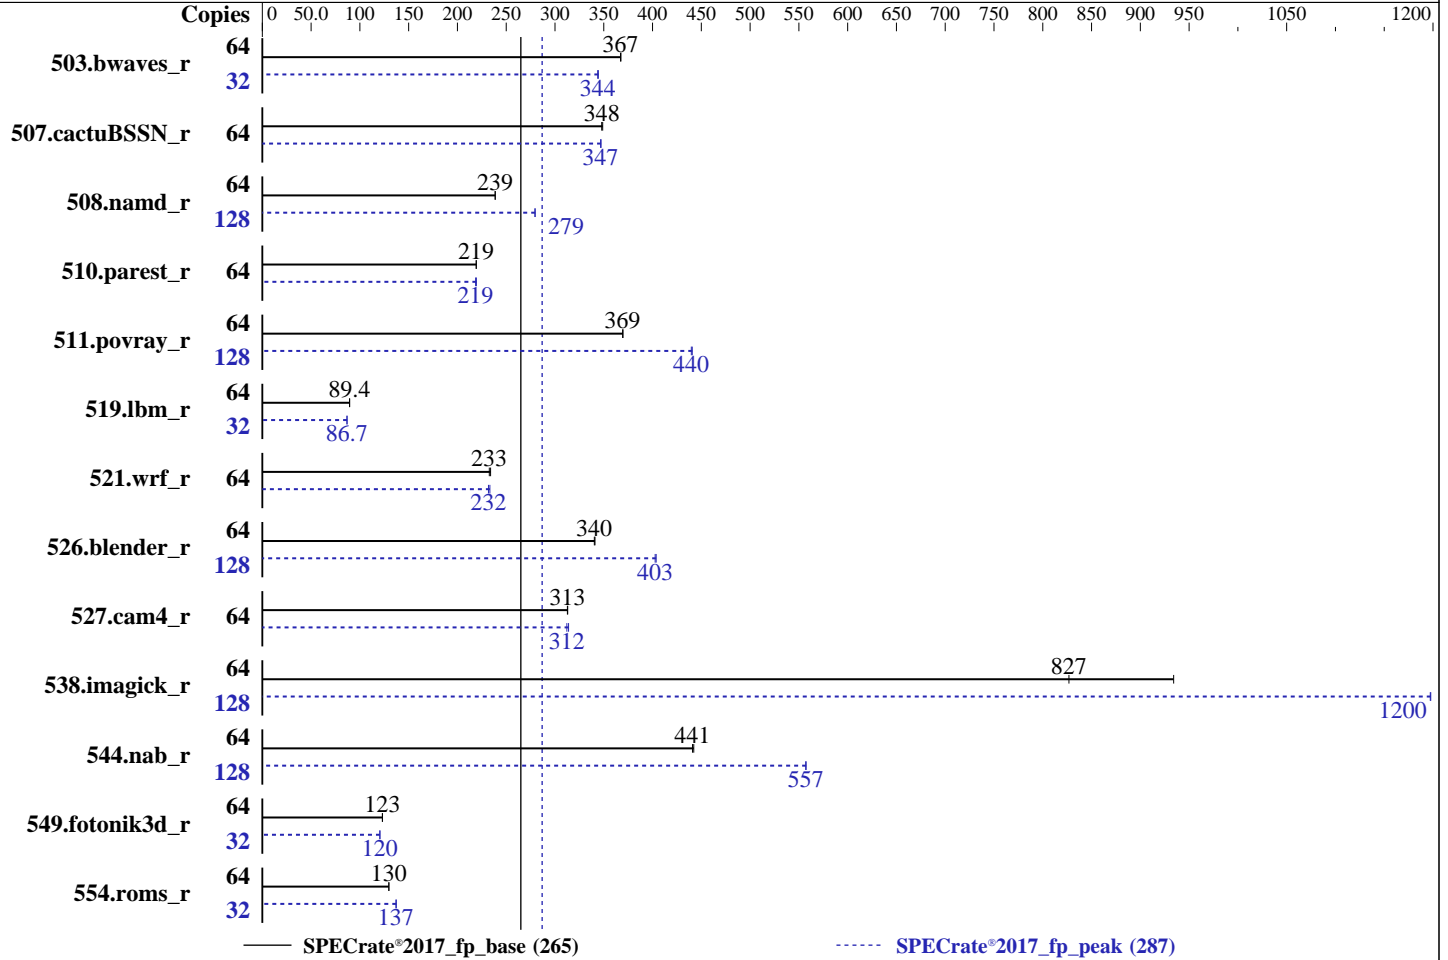 Copies 0 50.0 100 150 200 250 300 350 400 450 500 550 600 650 700 750 800 850 900 950 1050 1200
503.bwaves_r 64 367
32 344
507.cactuBSSN_r 64 348
347
508.namd_r 64 239
128 279
510.parest_r 64 219
219
511.povray_r 64 369
128 440
519.lbm_r 64 89.4
32 86.7
521.wrf_r 64 233
232
526.blender_r 64 340
128 403
527.cam4_r 64 313
312
538.imagick_r 64 827
128 1200
544.nab_r 64 441
128 557
549.fotonik3d_r 64 123
32 120
554.roms_r 64 130
32 137
SPECrate®2017_fp_base (265) SPECrate®2017_fp_peak (287)